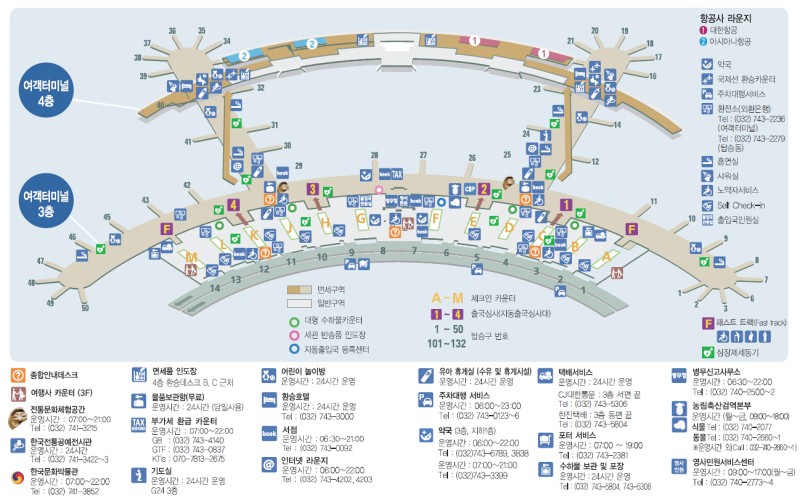 여객터미널
4층
여객터미널
3층
항공사 라운지
1 대한항공
2 아시아나항공
약국
국제선 환승카운터
주차대행서비스
환전소(외환은행)
Tel : (032) 743-2236
(여객터미널)
Tel : (032) 743-2279
(탑승동)
흡연실
샤워실
노약자서비스
Self Check-in
출입국민원실
F 패스트 트랙(Fast track)
심장제세동기
면세구역
일반구역
대형 수하물카운터
세관 반송품 인도장
자동출입국 등록센터
A ~ M 체크인 카운터
1 ~ 4 출국심사(자동출국심사대)
1 ~ 50
101~132
탑승구 번호
종합안내데스크
운영시간 : 24시간 운영
여행사 카운터 (3F)
전통문화체험공간
운영시간 : 07:00~21:00
Tel : (032) 741-3215
한국전통공예전시관
운영시간 : 24시간
Tel : (032) 741-3422~3
한국문화박물관
운영시간 : 07:00~22:00
Tel : (032) 741-3852
면세품 인도장
4층 환승데스크 B, C 근처
물품보관함(무료)
운영시간 : 24시간 (당일사용)
부가세 환급 카운터
운영시간 : 07:00~22:00
GB : (032) 743-4140
GTF : (032) 743-0837
KTis : 070-7813-2675
기도실
운영시간 : 24시간 운영
G24 3층
어린이 놀이방
운영시간 : 24시간 운영
환승호텔
운영시간 : 24시간 운영
Tel : (032) 743-3000
서점
운영시간 : 06:30~21:00
Tel : (032) 743-0092
인터넷 라운지
운영시간 : 06:00~22:00
Tel : (032) 743-4202, 4203
유아 휴게실 (수유 및 휴게시설)
운영시간 : 24시간 운영
주차대행 서비스
운영시간 : 06:00~23:00
Tel : (032) 743-0123~6
약국 (3층, 지하1층)
운영시간 : 06:00~22:00
Tel : (032) 743-6789, 3838
운영시간 : 07:00~21:00
Tel : (032) 743-3399
택배서비스
운영시간 : 24시간 운영
CJ대한통운 : 3층 서편 끝
Tel : (032) 743-5306
한진택배 : 3층 동편 끝
Tel : (032) 743-5804
포터 서비스
운영시간 : 07:00 ~ 19:00
Tel : (032) 743-2381
수하물 보관 및 포장
운영시간 : 24시간 운영
Tel : (032) 743-5804, 743-5306
병무신고사무소
운영시간 : 06:30~22:00
Tel : (032) 740-2500~2
농림축산검역본부
운영시간 (월~금, 09:00~18:00)
식물 Tel : (032) 740-2077
동물 Tel : (032) 740-2660~1
*운영시간 외 Call : 032-740-2660~1
영사민원서비스센터
운영시간 : 09:00~17:00(월~금)
Tel : (032) 740-2773~4